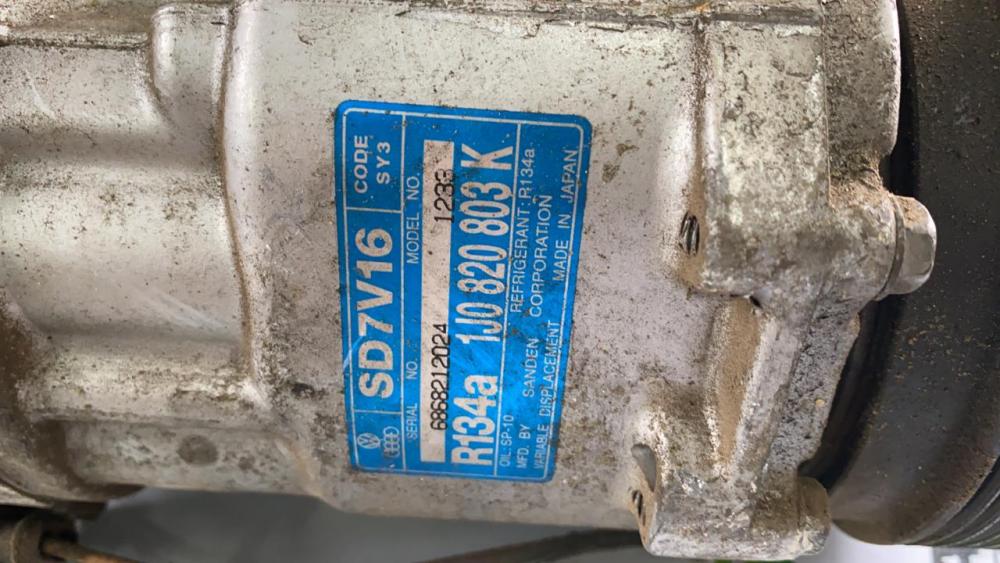 SD7V16 CODE SY3
SERIAL NO. MODEL NO.
6868212024
R134a 1J0 820 803 K
OIL:SP-10 REFRIGERANT:R134a
MFD. BY SANDEN CORPORATION
VARIABLE DISPLACEMENT MADE IN JAPAN